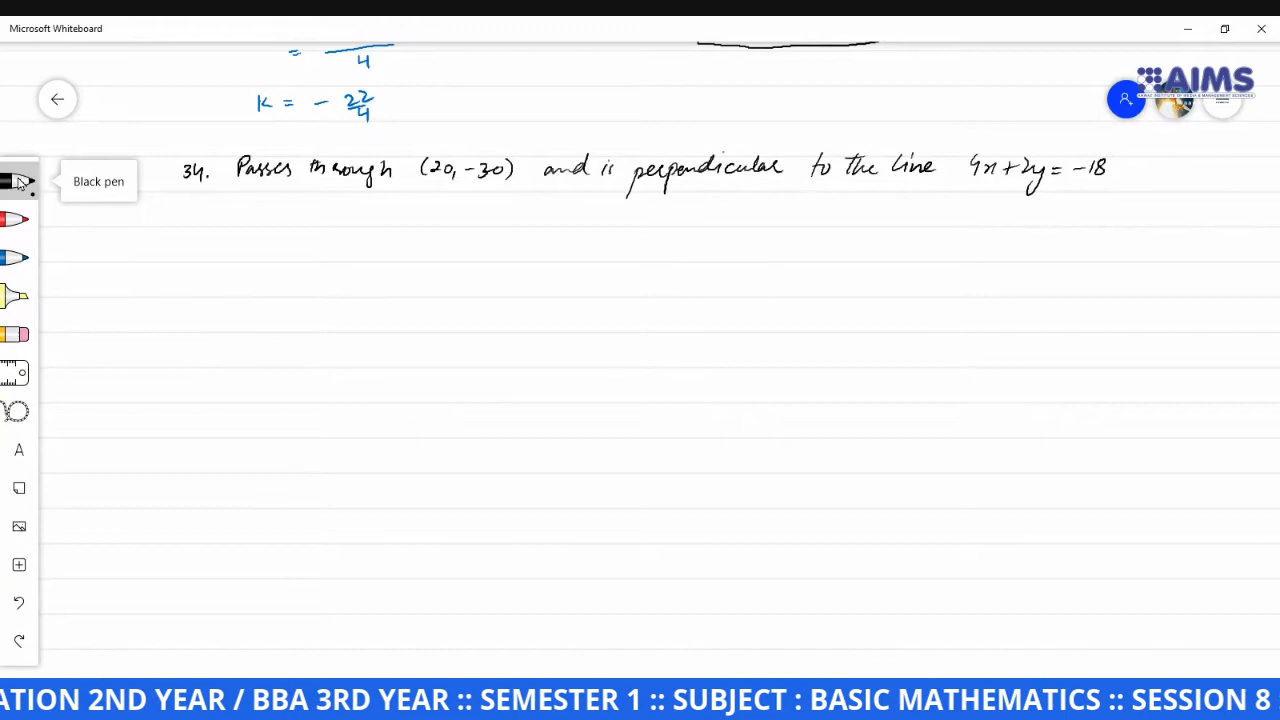 Microsoft Whiteboard
=
4
K = - 22/4
AIMS
Black pen
34. Passes through (20, -30) and is perpendicular to the line 4x + 2y = -18
A
ATION 2ND YEAR / BBA 3RD YEAR :: SEMESTER 1 :: SUBJECT : BASIC MATHEMATICS :: SESSION 8